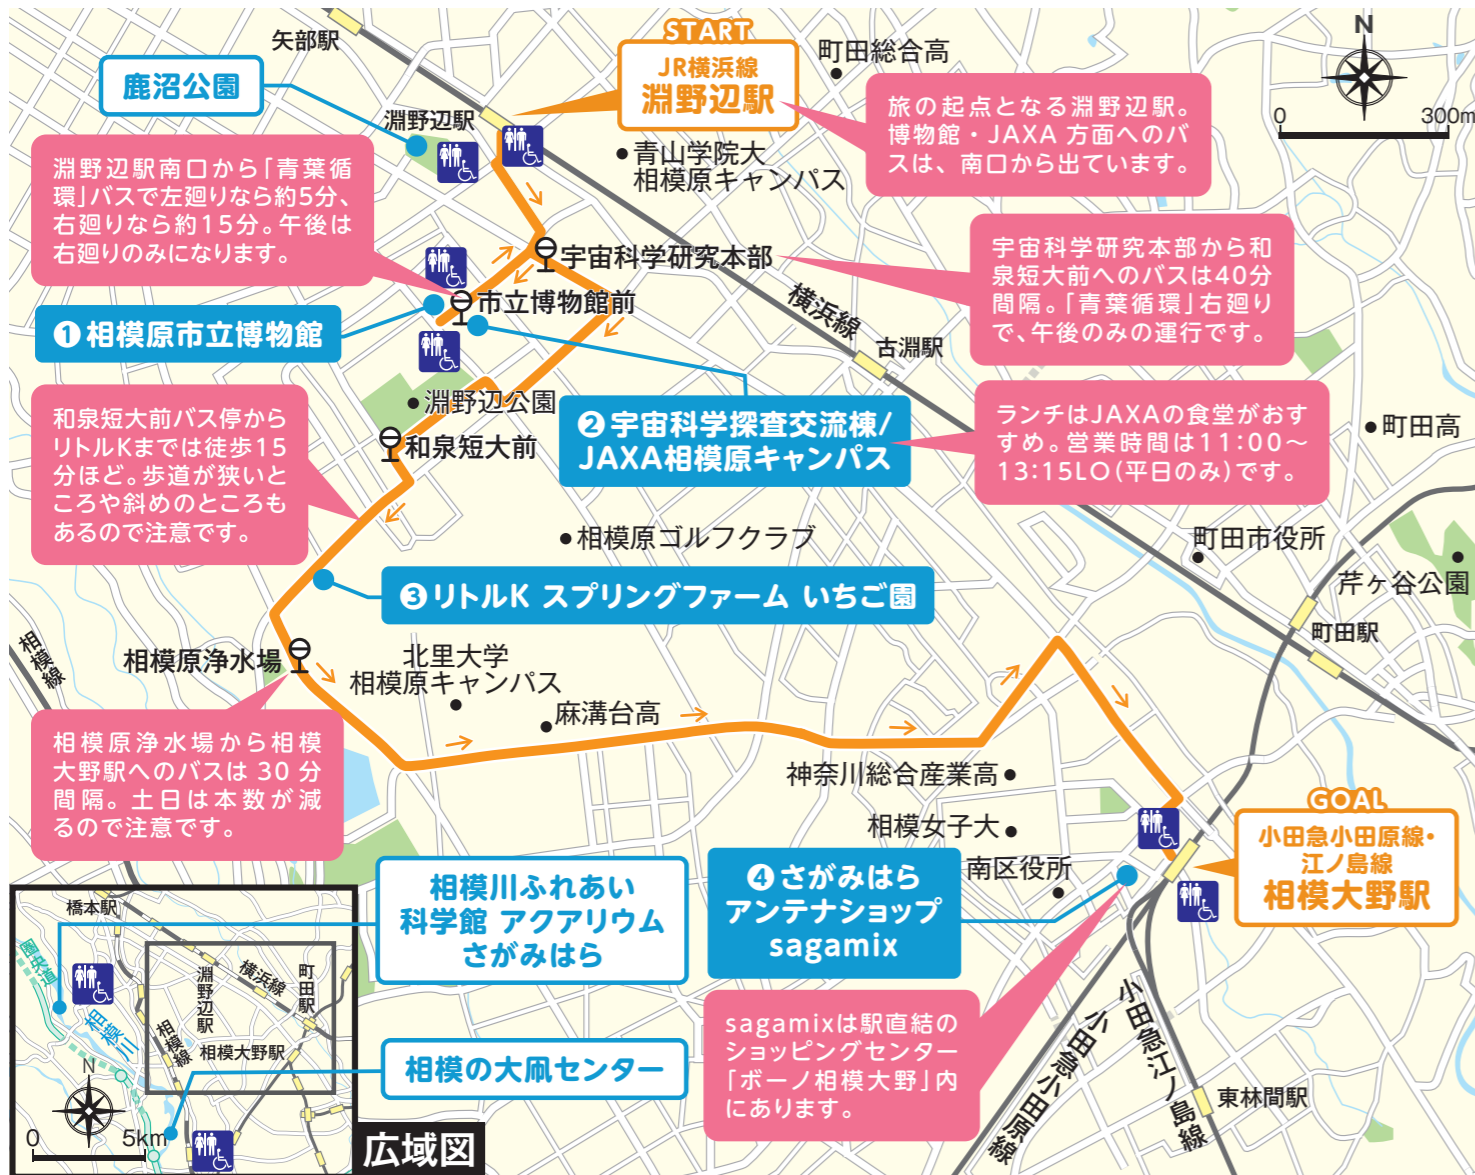 矢部駅
START
JR横浜線
淵野辺駅
町田総合高
N
0 300m
鹿沼公園
淵野辺駅
旅の起点となる淵野辺駅。
博物館・JAXA 方面へのバ
スは、南口から出ています。
青山学院大
相模原キャンパス
淵野辺駅南口から「青葉循
環」バスで左廻りなら約5分、
右廻りなら約15分。午後は
右廻りのみになります。
宇宙科学研究本部
宇宙科学研究本部から和
泉短大前へのバスは40分
間隔。「青葉循環」右廻り
で、午後のみの運行です。
市立博物館前
横浜線
❶相模原市立博物館
古淵駅
淵野辺公園
和泉短大前バス停から
リトルKまでは徒歩15
分ほど。歩道が狭いと
ころや斜めのところも
あるので注意です。
和泉短大前
❷宇宙科学探査交流棟/
JAXA相模原キャンパス
ランチはJAXAの食堂がおす
すめ。営業時間は11:00〜
13:15LO(平日のみ)です。
町田高
相模原ゴルフクラブ
町田市役所
芹ヶ谷公園
❸リトルK スプリングファーム いちご園
町田駅
相模線
相模原浄水場
北里大学
相模原キャンパス
麻溝台高
相模原浄水場から相模
大野駅へのバスは 30 分
間隔。土日は本数が減
るので注意です。
神奈川総合産業高
相模女子大
南区役所
GOAL
小田急小田原線・
江ノ島線
相模大野駅
❹さがみはら
アンテナショップ
sagamix
相模川ふれあい
科学館 アクアリウム
さがみはら
sagamixは駅直結の
ショッピングセンター
「ボーノ相模大野」内
にあります。
小田急小田原線
小田急江ノ島線
東林間駅
相模の大凧センター
橋本駅
圏央道
横浜線
淵野辺駅
町田駅
相模川
相模線
相模大野駅
N
0 5km
広域図